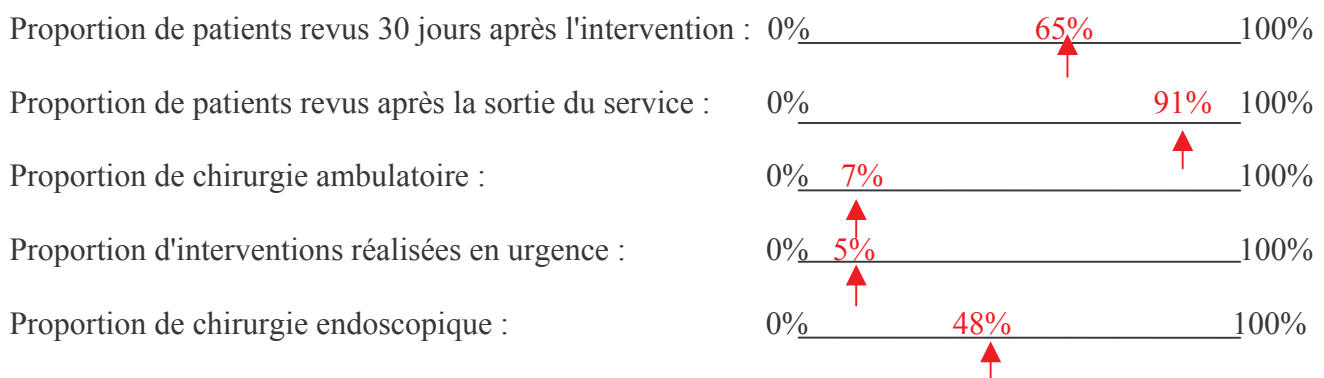 Proportion de patients revus 30 jours après l'intervention : 0% 65% 100%
Proportion de patients revus après la sortie du service : 0% 91% 100%
Proportion de chirurgie ambulatoire : 0% 7% 100%
Proportion d'interventions réalisées en urgence : 0% 5% 100%
Proportion de chirurgie endoscopique : 0% 48% 100%